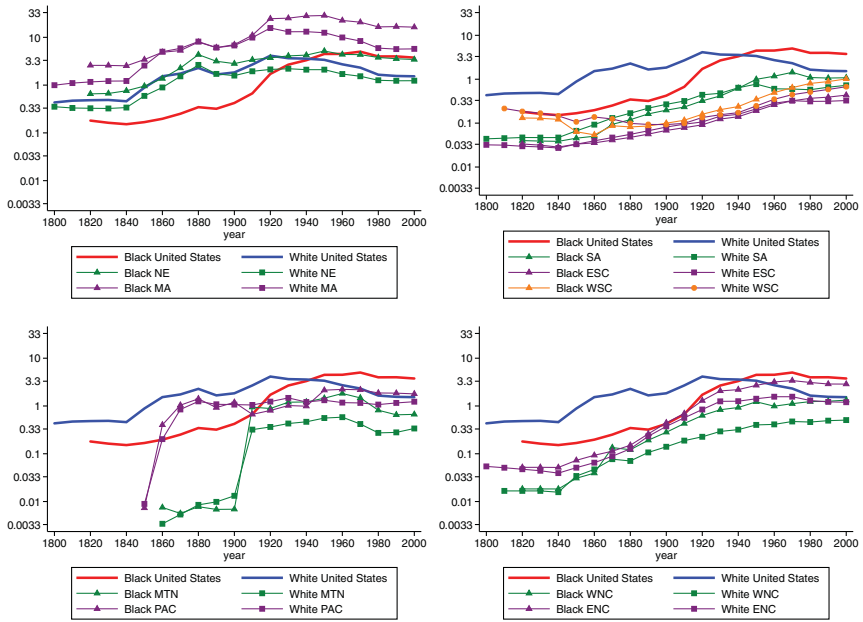 33
10
3.3
1
0.33
0.1
0.033
0.01
0.0033
1800 1820 1840 1860 1880 1900 1920 1940 1960 1980 2000
year
Black United States White United States
Black NE White NE
Black MA White MA
33
10
3.3
1
0.33
0.1
0.033
0.01
0.0033
1800 1820 1840 1860 1880 1900 1920 1940 1960 1980 2000
year
Black United States White United States
Black SA White SA
Black ESC White ESC
Black WSC White WSC
33
10
3.3
1
0.33
0.1
0.033
0.01
0.0033
1800 1820 1840 1860 1880 1900 1920 1940 1960 1980 2000
year
Black United States White United States
Black MTN White MTN
Black PAC White PAC
33
10
3.3
1
0.33
0.1
0.033
0.01
0.0033
1800 1820 1840 1860 1880 1900 1920 1940 1960 1980 2000
year
Black United States White United States
Black WNC White WNC
Black ENC White ENC